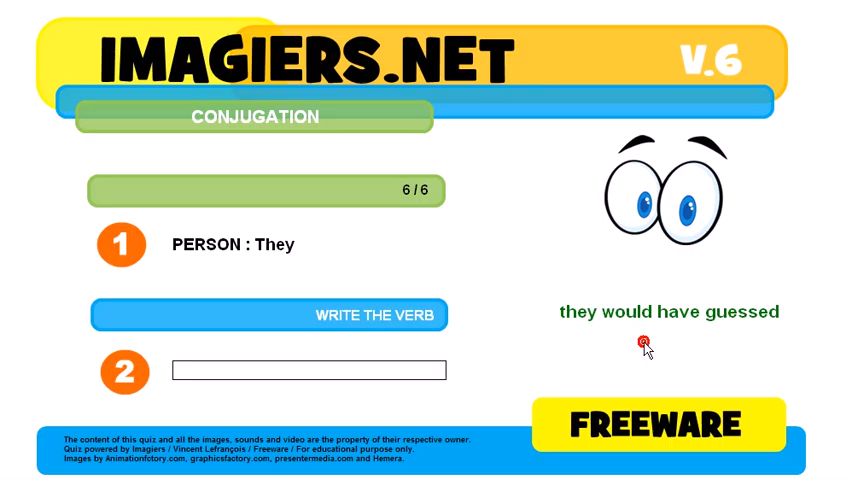 IMAGIERS.NET
V.6
CONJUGATION
6 / 6
1
PERSON : They
WRITE THE VERB
they would have guessed
2
FREEWARE
The content of this quiz and all the images, sounds and video are the property of their respective owner.
Quiz powered by Imagiers / Vincent Lefrançois / Freeware / For educational purpose only.
Images by Animationfctory.com, graphicsfactory.com, presentermedia.com and Hemera.